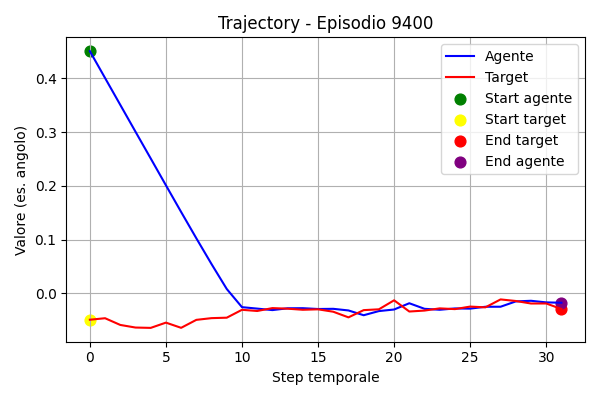 Trajectory - Episodio 9400
Valore (es. angolo)
0.4
0.3
0.2
0.1
0.0
0
5
10
15
20
25
30
Step temporale
Agente
Target
Start agente
Start target
End target
End agente